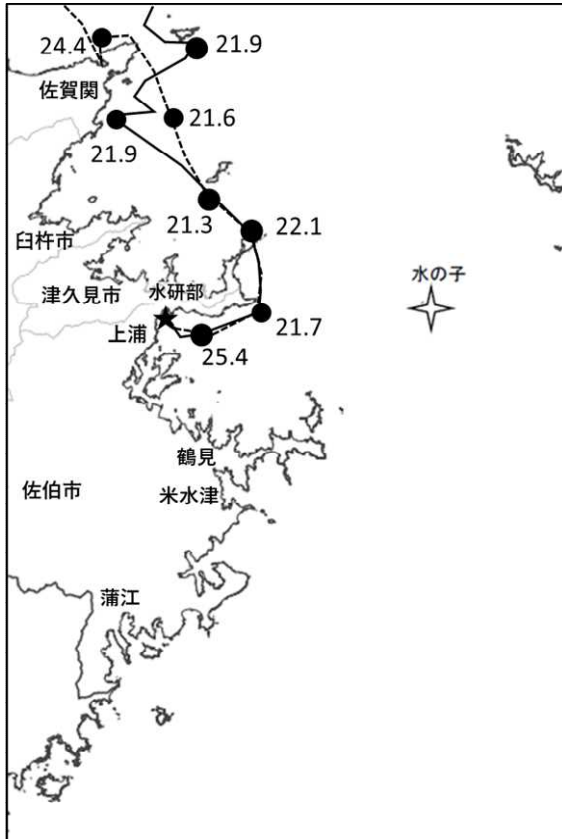 24.4
21.9
佐賀関
21.6
21.9
21.3
22.1
臼杵市
水の子
津久見市
水研部
上浦
21.7
25.4
鶴見
佐伯市
米水津
蒲江